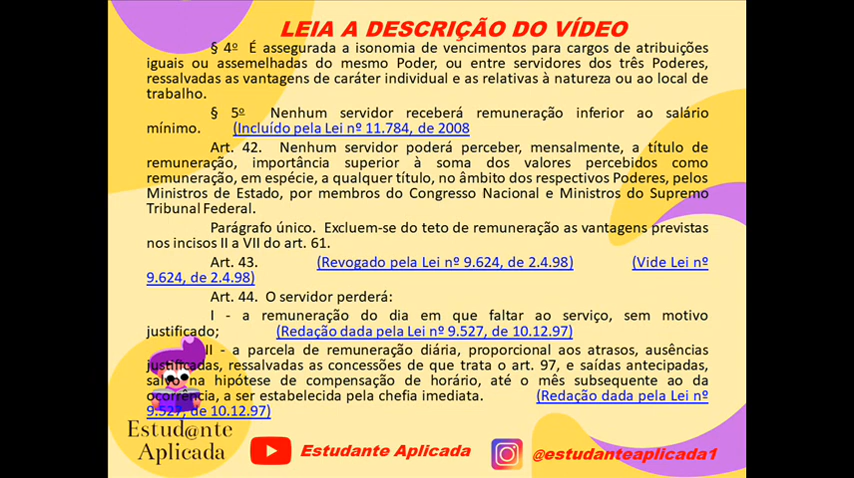 LEIA A DESCRIÇÃO DO VÍDEO
§ 4º É assegurada a isonomia de vencimentos para cargos de atribuições
iguais ou assemelhadas do mesmo Poder, ou entre servidores dos três Poderes,
ressalvadas as vantagens de caráter individual e as relativas à natureza ou ao local de
trabalho.
§ 5º Nenhum servidor receberá remuneração inferior ao salário
mínimo. (Incluído pela Lei nº 11.784, de 2008
Art. 42. Nenhum servidor poderá perceber, mensalmente, a título de
remuneração, importância superior à soma dos valores percebidos como
remuneração, em espécie, a qualquer título, no âmbito dos respectivos Poderes, pelos
Ministros de Estado, por membros do Congresso Nacional e Ministros do Supremo
Tribunal Federal.
Parágrafo único. Excluem-se do teto de remuneração as vantagens previstas
nos incisos II a VII do art. 61.
Art. 43. (Revogado pela Lei nº 9.624, de 2.4.98) (Vide Lei nº
9.624, de 2.4.98)
Art. 44. O servidor perderá:
I - a remuneração do dia em que faltar ao serviço, sem motivo
justificado; (Redação dada pela Lei nº 9.527, de 10.12.97)
II - a parcela de remuneração diária, proporcional aos atrasos, ausências
justificadas, ressalvadas as concessões de que trata o art. 97, e saídas antecipadas,
salvo na hipótese de compensação de horário, até o mês subsequente ao da
ocorrência, a ser estabelecida pela chefia imediata. (Redação dada pela Lei nº
9.527, de 10.12.97)
Estud@nte
Aplicada
Estudante Aplicada
@estudanteaplicada1